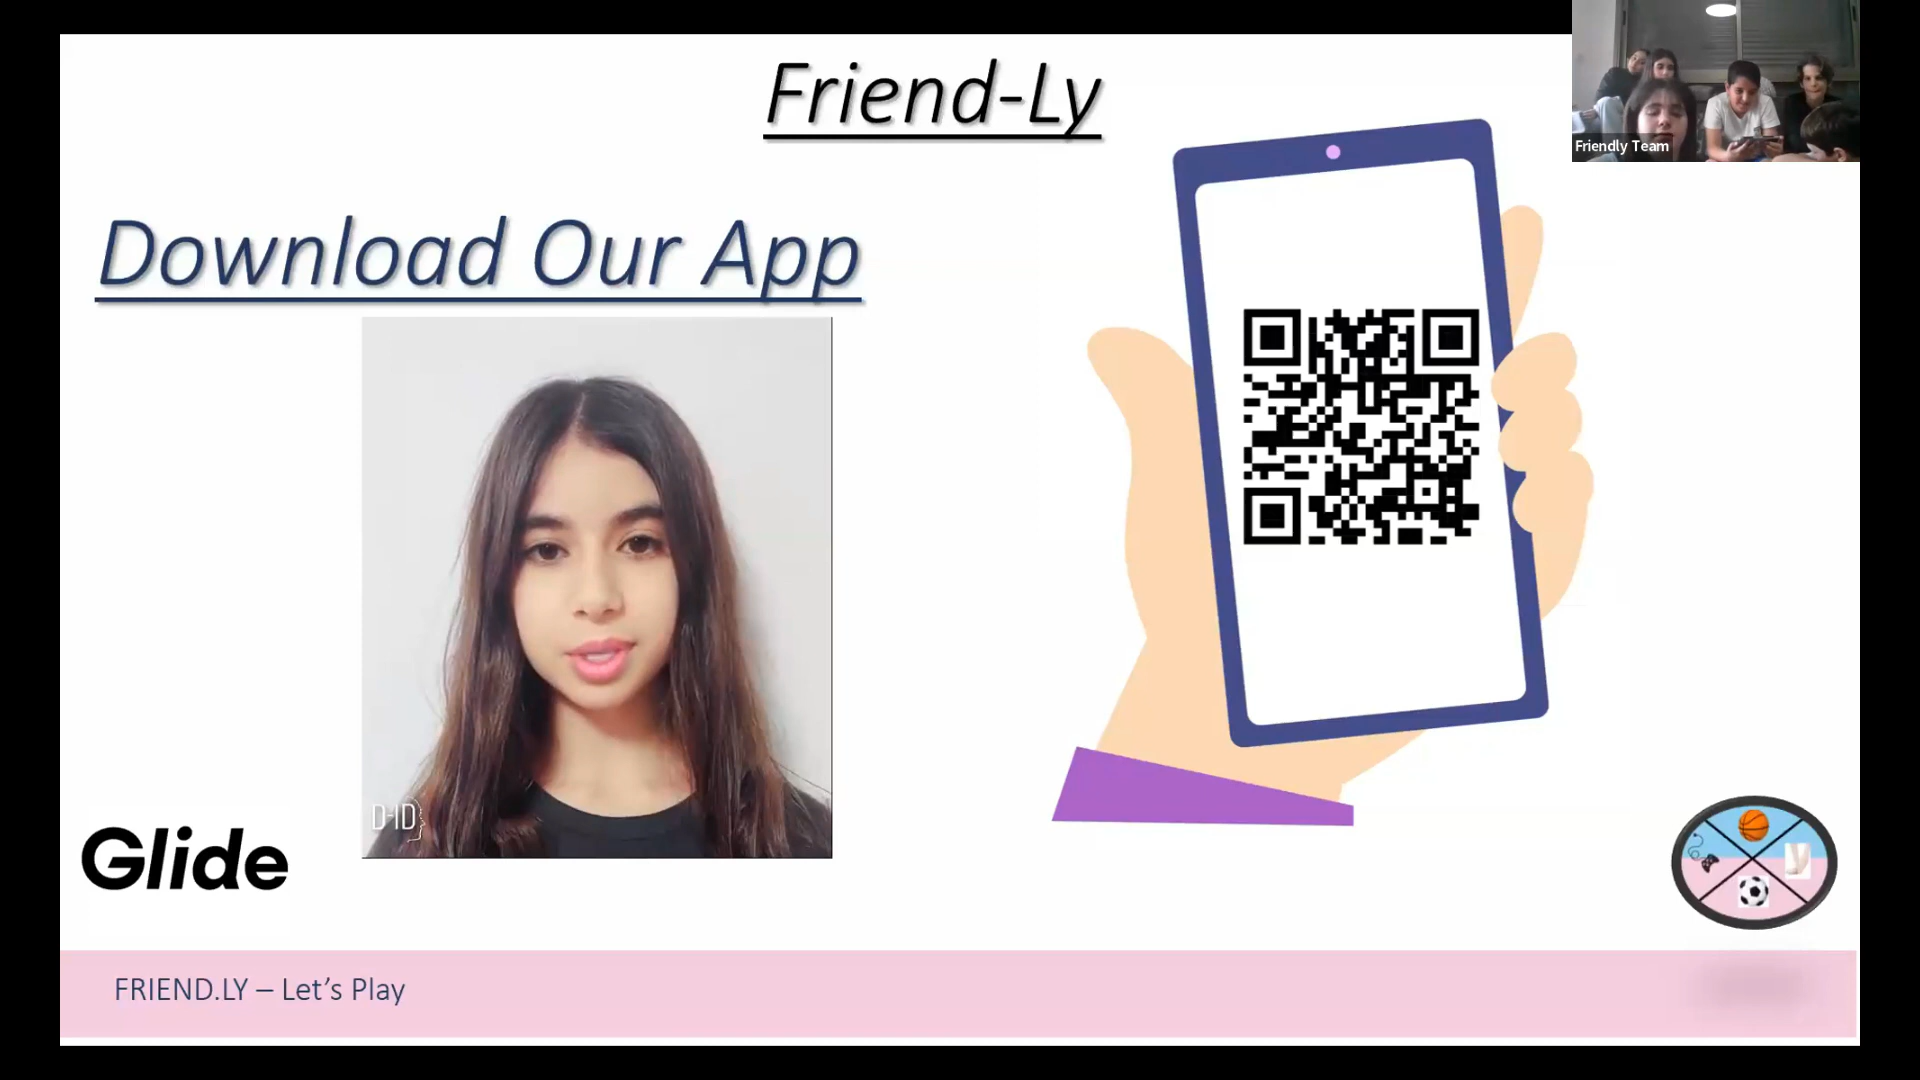 Friend-Ly
Friendly Team
Download Our App
D-ID
Glide
FRIEND.LY – Let’s Play